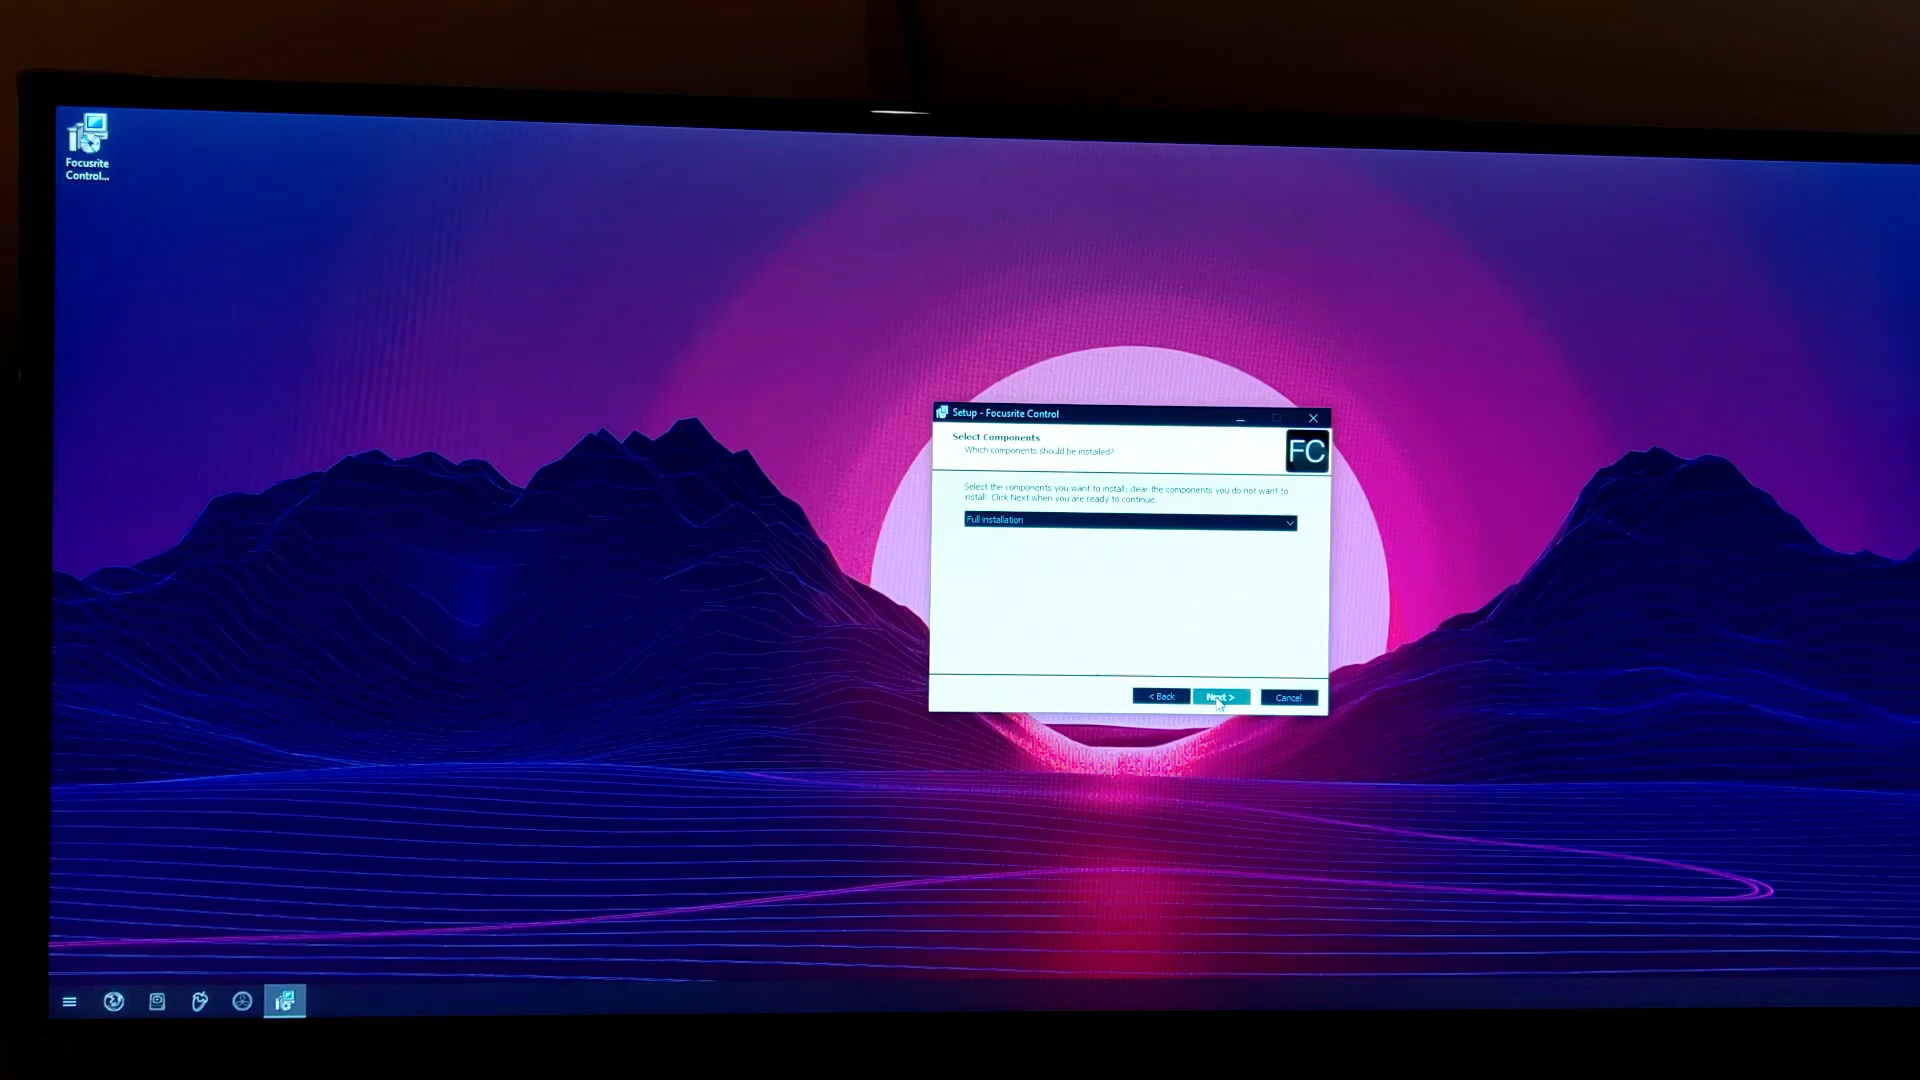 Focusrite
Control...
Setup - Focusrite Control
Select Components
Which components should be installed?
FC
Select the components you want to install; clear the components you do not want to
install. Click Next when you are ready to continue.
Full installation
< Back
Next >
Cancel